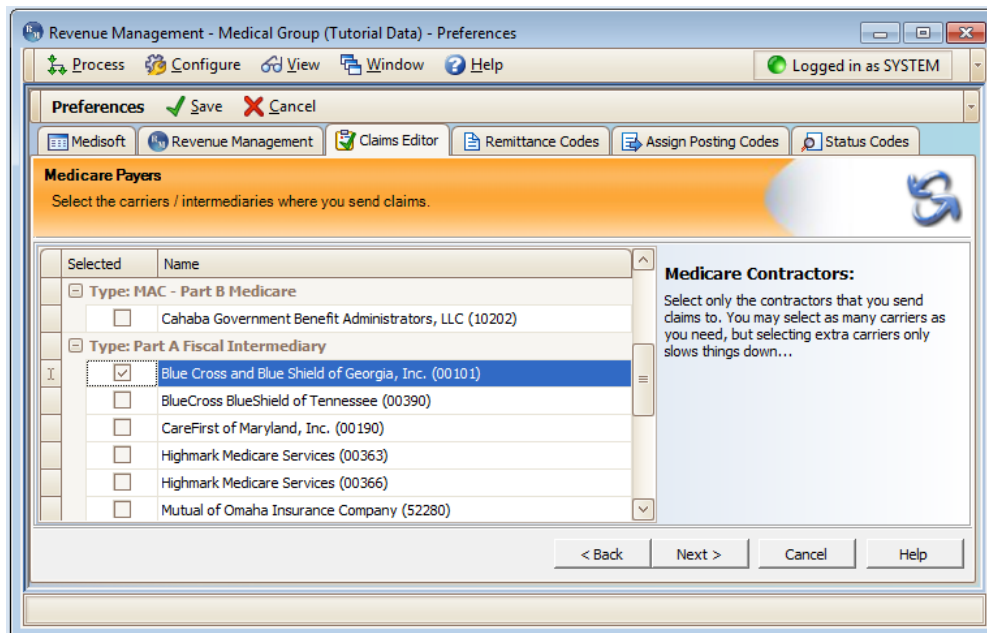 Revenue Management - Medical Group (Tutorial Data) - Preferences
Process Configure View Window Help Logged in as SYSTEM
Preferences Save Cancel
Medisoft Revenue Management Claims Editor Remittance Codes Assign Posting Codes Status Codes
Medicare Payers
Select the carriers / intermediaries where you send claims.
Selected Name
Type: MAC - Part B Medicare
Cahaba Government Benefit Administrators, LLC (10202)
Type: Part A Fiscal Intermediary
Blue Cross and Blue Shield of Georgia, Inc. (00101)
BlueCross BlueShield of Tennessee (00390)
CareFirst of Maryland, Inc. (00190)
Highmark Medicare Services (00363)
Highmark Medicare Services (00366)
Mutual of Omaha Insurance Company (52280)
Medicare Contractors:
Select only the contractors that you send
claims to. You may select as many carriers as
you need, but selecting extra carriers only
slows things down...
< Back Next > Cancel Help